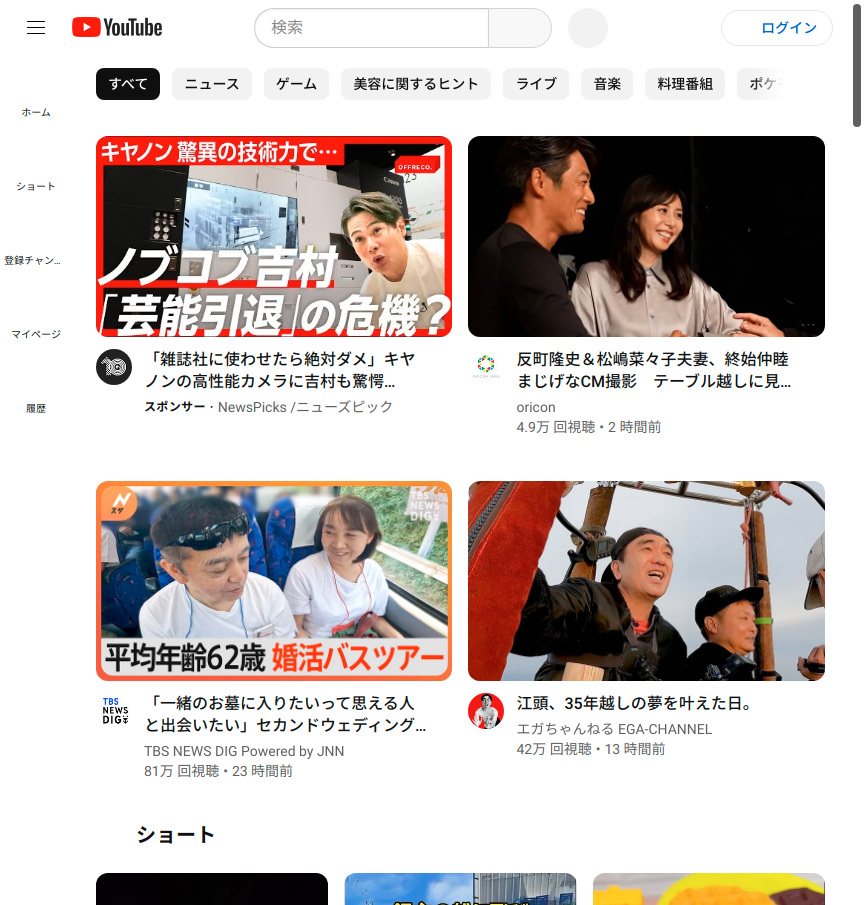 YouTube
検索
ログイン
すべて
ニュース
ゲーム
美容に関するヒント
ライブ
音楽
料理番組
ポケ
ホーム
ショート
登録チャン...
マイページ
履歴
キヤノン 驚異の技術力で…
OFFRECO.
Canon
ノブコブ吉村
「芸能引退」の危機?
「雑誌社に使わせたら絶対ダメ」キヤ
ノンの高性能カメラに吉村も驚愕...
スポンサー・NewsPicks /ニューズピック
反町隆史＆松嶋菜々子夫妻、終始仲睦
まじげなCM撮影　テーブル越しに見...
oricon
4.9万 回視聴・2 時間前
Nスタ
TBS NEWS DIG
平均年齢62歳 婚活バスツアー
TBS NEWS DIG
「一緒のお墓に入りたいって思える人
と出会いたい」セカンドウェディング...
TBS NEWS DIG Powered by JNN
81万 回視聴・23 時間前
江頭、35年越しの夢を叶えた日。
エガちゃんねる EGA-CHANNEL
42万 回視聴・13 時間前
ショート